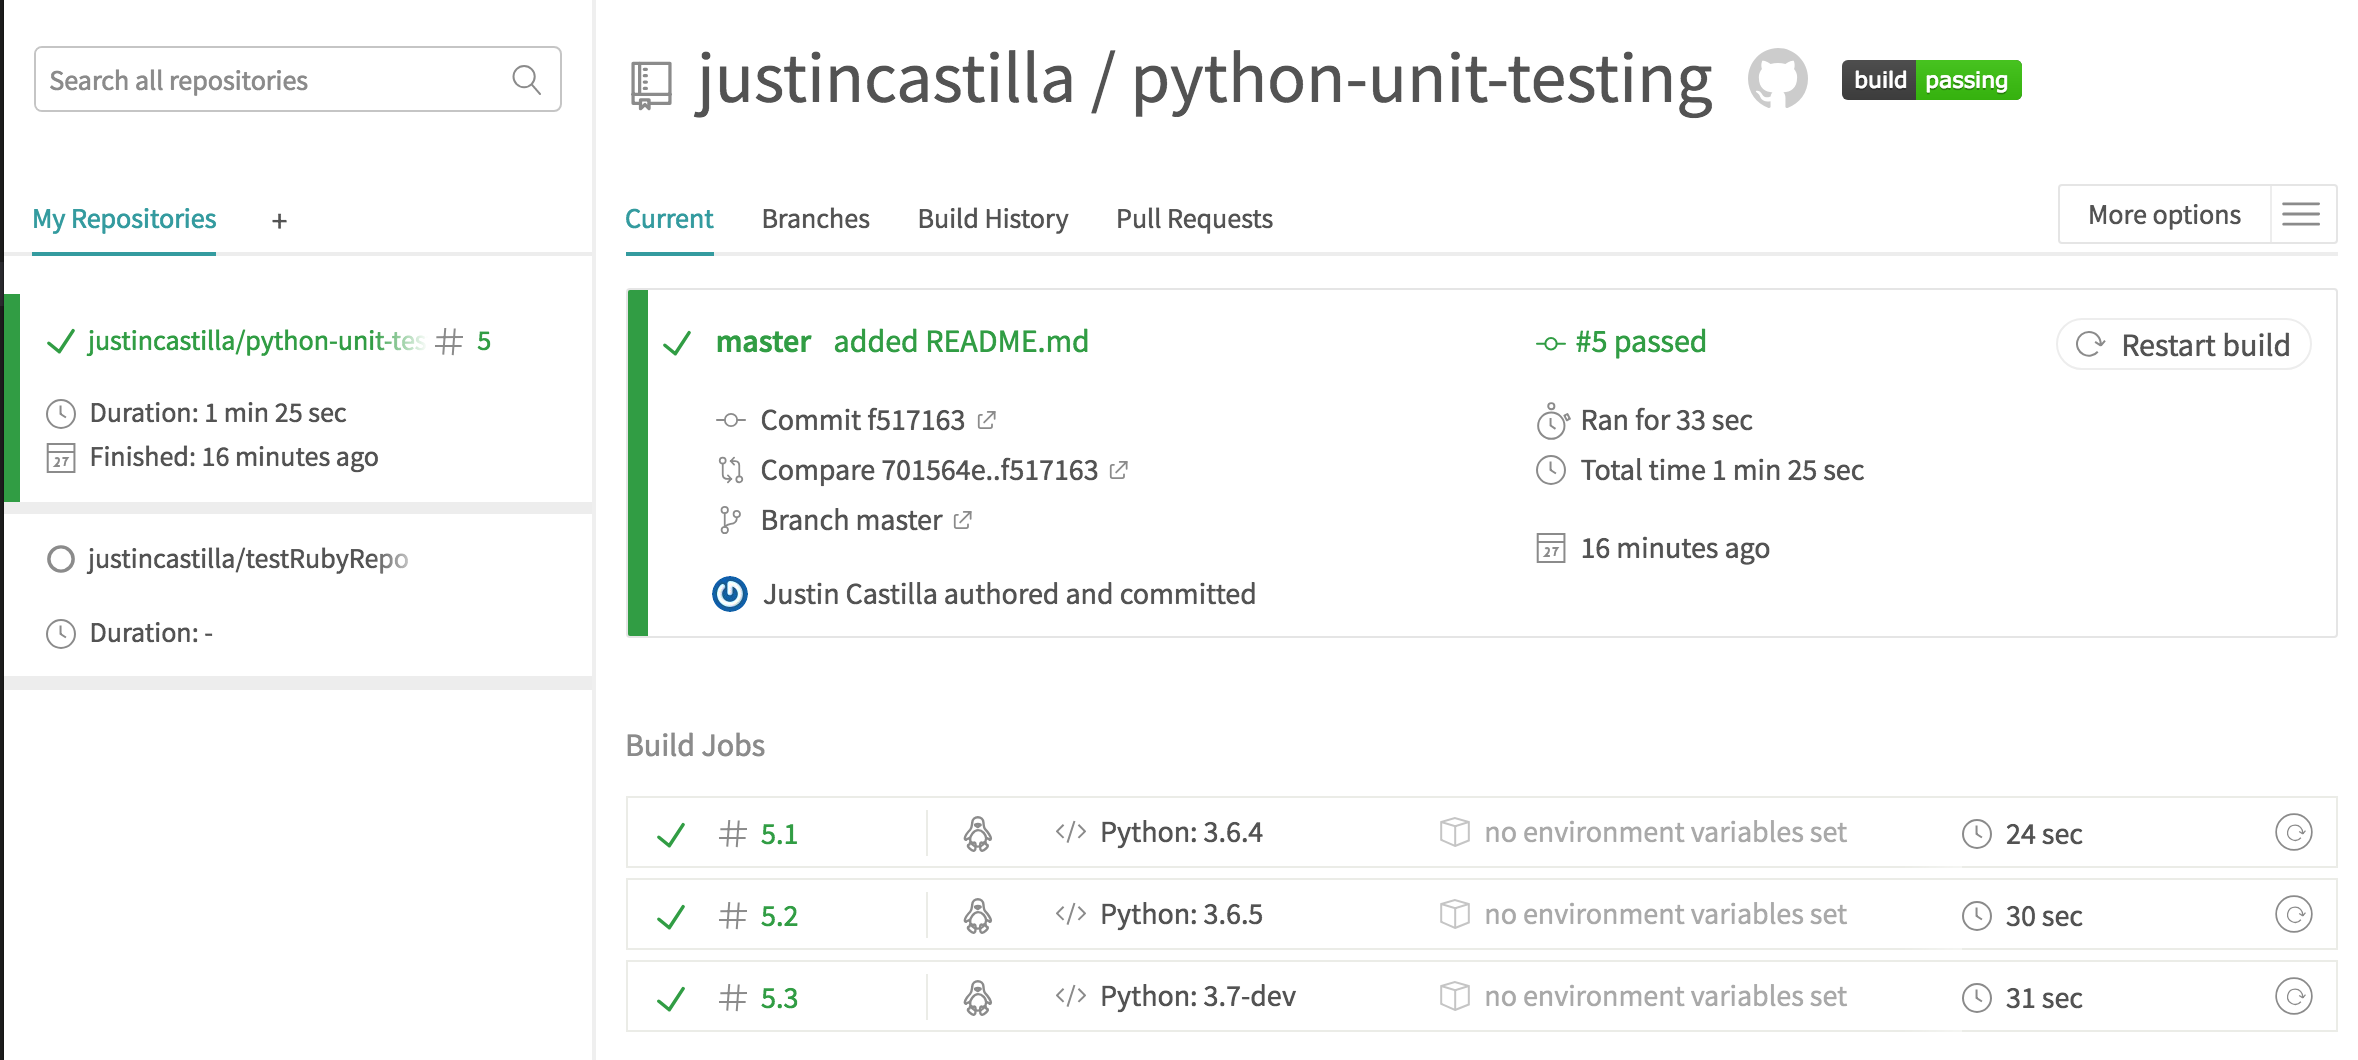 Search all repositories
My Repositories +
justincastilla/python-unit-tes # 5
Duration: 1 min 25 sec
27 Finished: 16 minutes ago
justincastilla/testRubyRepo
Duration: -
justincastilla / python-unit-testing build passing
Current Branches Build History Pull Requests More options
master added README.md #5 passed Restart build
Commit f517163 Ran for 33 sec
Compare 701564e..f517163 Total time 1 min 25 sec
Branch master
27 16 minutes ago
Justin Castilla authored and committed
Build Jobs
# 5.1 </> Python: 3.6.4 no environment variables set 24 sec
# 5.2 </> Python: 3.6.5 no environment variables set 30 sec
# 5.3 </> Python: 3.7-dev no environment variables set 31 sec